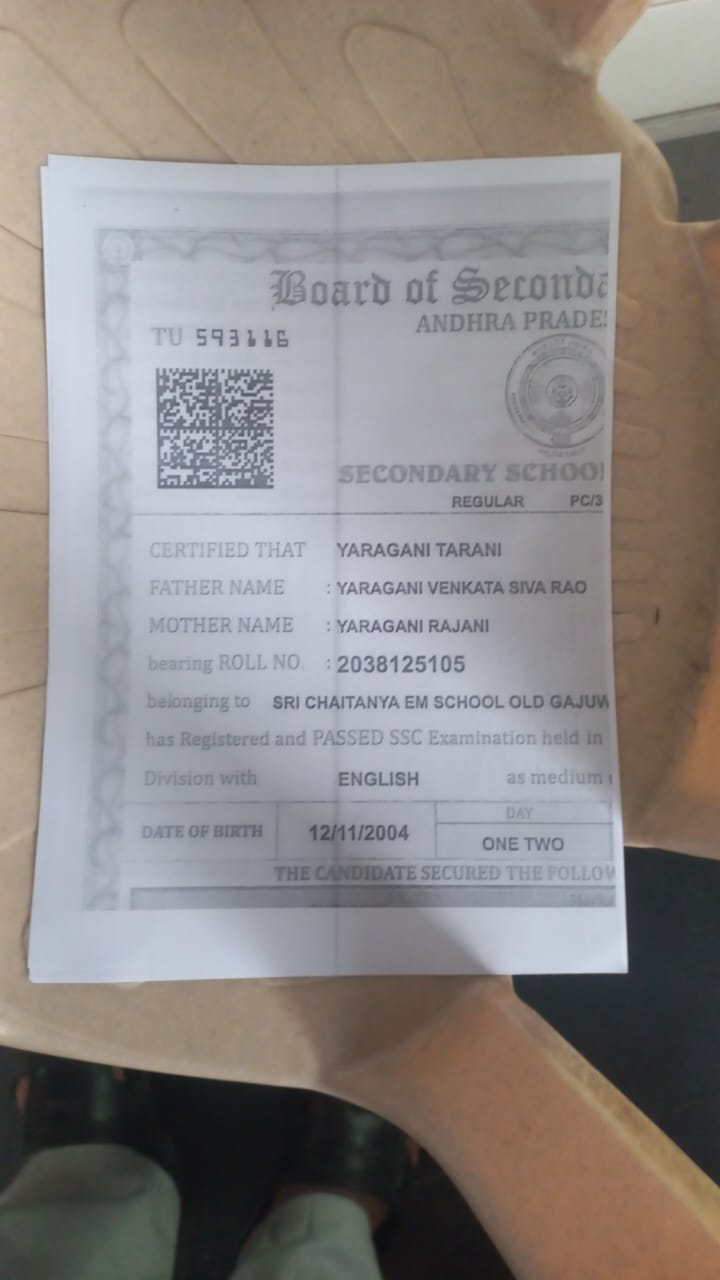 Board of Seconda
ANDHRA PRADE
TU 593116
SECONDARY SCHOO
REGULAR PC/3
CERTIFIED THAT YARAGANI TARANI
FATHER NAME : YARAGANI VENKATA SIVA RAO
MOTHER NAME : YARAGANI RAJANI
bearing ROLL NO. : 2038125105
belonging to SRI CHAITANYA EM SCHOOL OLD GAJUW
has Registered and PASSED SSC Examination held in
Division with ENGLISH as medium
DATE OF BIRTH 12/11/2004 DAY
ONE TWO
THE CANDIDATE SECURED THE FOLLOW